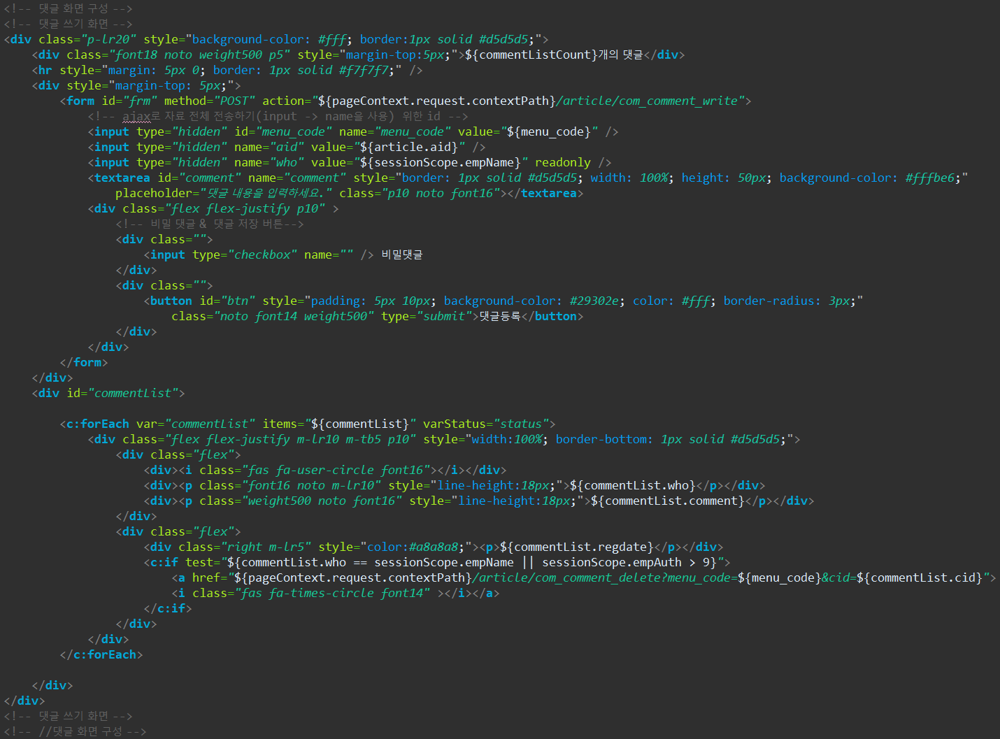 <!-- 댓글 화면 구성 -->
<!-- 댓글 쓰기 화면 -->
<div class="p-lr20" style="background-color: #fff; border:1px solid #d5d5d5;">
    <div class="font18 noto weight500 p5" style="margin-top:5px;">${commentListCount}개의 댓글</div>
    <hr style="margin: 5px 0; border: 1px solid #f7f7f7;" />
    <div style="margin-top: 5px;">
        <form id="frm" method="POST" action="${pageContext.request.contextPath}/article/com_comment_write">
            <!-- ajax로 자료 전체 전송하기(input -> name을 사용) 위한 id -->
            <input type="hidden" id="menu_code" name="menu_code" value="${menu_code}" />
            <input type="hidden" name="aid" value="${article.aid}" />
            <input type="hidden" name="who" value="${sessionScope.empName}" readonly />
            <textarea id="comment" name="comment" style="border: 1px solid #d5d5d5; width: 100%; height: 50px; background-color: #fffbe6;"
                placeholder="댓글 내용을 입력하세요." class="p10 noto font16"></textarea>
            <div class="flex flex-justify p10" >
                <!-- 비밀 댓글 & 댓글 저장 버튼-->
                <div class="">
                    <input type="checkbox" name="" /> 비밀댓글
                </div>
                <div class="">
                    <button id="btn" style="padding: 5px 10px; background-color: #29302e; color: #fff; border-radius: 3px;"
                        class="noto font14 weight500" type="submit">댓글등록</button>
                </div>
            </div>
        </form>
    </div>
    <div id="commentList">

        <c:forEach var="commentList" items="${commentList}" varStatus="status">
            <div class="flex flex-justify m-lr10 m-tb5 p10" style="width:100%; border-bottom: 1px solid #d5d5d5;">
                <div class="flex">
                    <div><i class="fas fa-user-circle font16"></i></div>
                    <div><p class="font16 noto m-lr10" style="line-height:18px;">${commentList.who}</p></div>
                    <div><p class="weight500 noto font16" style="line-height:18px;">${commentList.comment}</p></div>
                </div>
                <div class="flex">
                    <div class="right m-lr5" style="color:#a8a8a8;"><p>${commentList.regdate}</p></div>
                    <c:if test="${commentList.who == sessionScope.empName || sessionScope.empAuth > 9}">
                        <a href="${pageContext.request.contextPath}/article/com_comment_delete?menu_code=${menu_code}&cid=${commentList.cid}">
                        <i class="fas fa-times-circle font14" ></i></a>
                    </c:if>
                </div>
            </div>
        </c:forEach>

    </div>
</div>
<!-- 댓글 쓰기 화면 -->
<!-- //댓글 화면 구성 -->